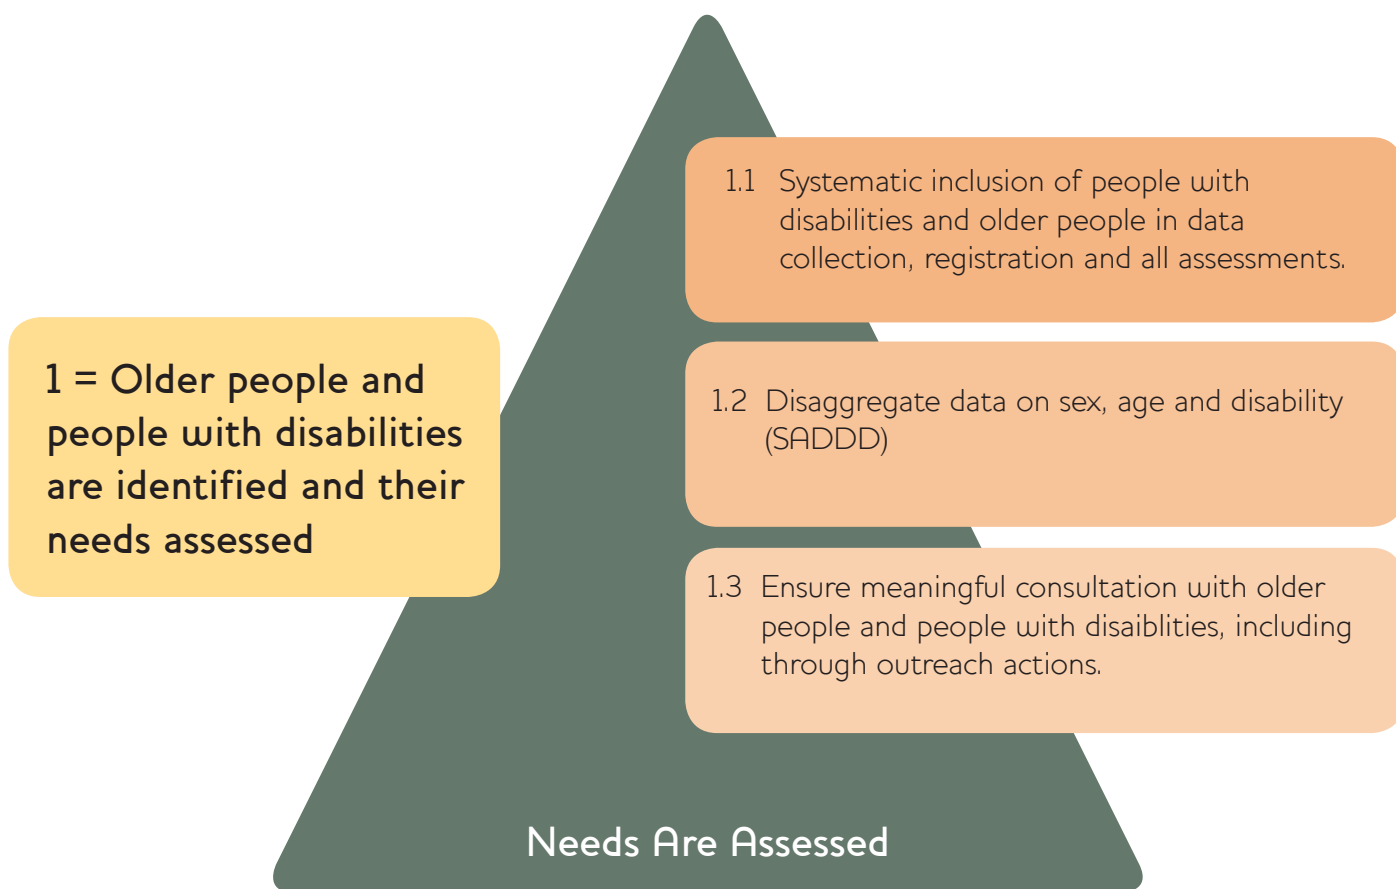 1 = Older people and
people with disabilities
are identified and their
needs assessed
1.1 Systematic inclusion of people with
disabilities and older people in data
collection, registration and all assessments.
1.2 Disaggregate data on sex, age and disability
(SADDD)
1.3 Ensure meaningful consultation with older
people and people with disaiblities, including
through outreach actions.
Needs Are Assessed